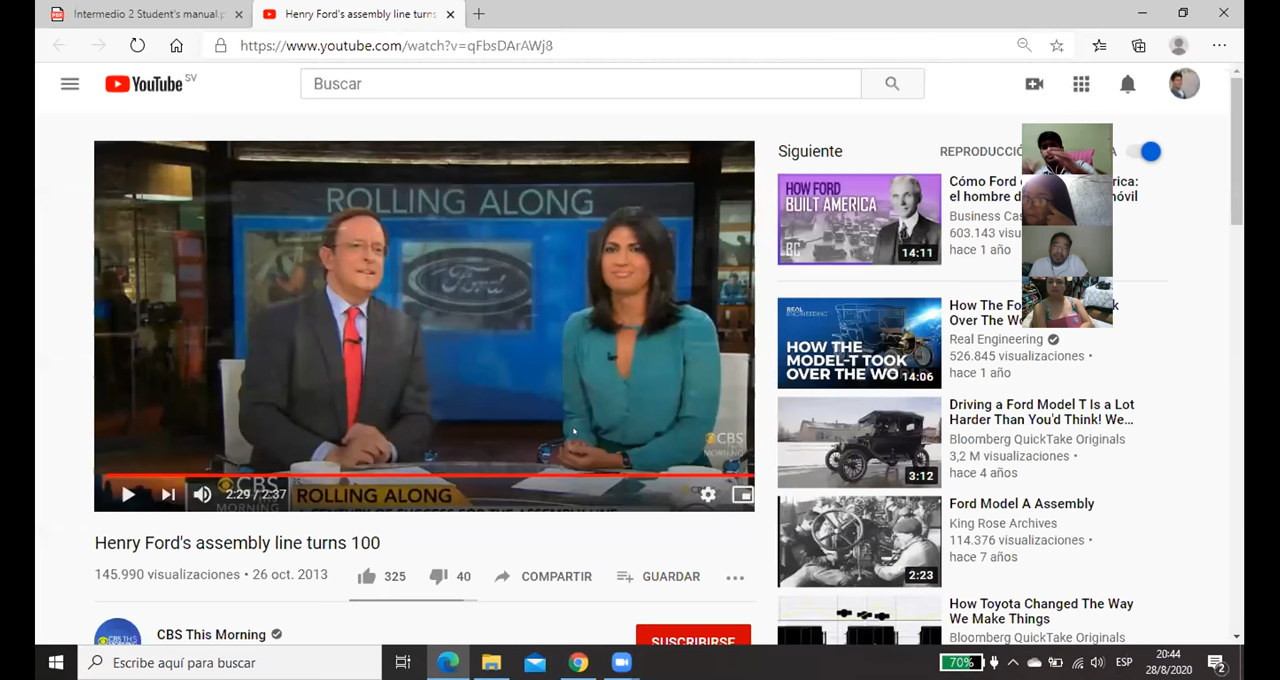 Intermedio 2 Student's manual.p
Henry Ford's assembly line turns
https://www.youtube.com/watch?v=qFbsDArAWj8
YouTube SV
Buscar
ROLLING ALONG
Ford
CBS
2:29 / 2:37
ROLLING ALONG
Henry Ford's assembly line turns 100
145.990 visualizaciones • 26 oct. 2013
325
40
COMPARTIR
GUARDAR
CBS This Morning
SUSCRIBIRSE
Siguiente
REPRODUCCIÓ
A
HOW FORD
BUILT AMERICA
BC
14:11
Cómo Ford
rica:
el hombre d
móvil
Business Cas
603.143 visu
hace 1 año
REAL
ENGINEERING
HOW THE
MODEL-T TOOK
OVER THE WO
14:06
How The Fo
k
Over The Wo
Real Engineering
526.845 visualizaciones •
hace 1 año
3:12
Driving a Ford Model T Is a Lot
Harder Than You'd Think! We...
Bloomberg QuickTake Originals
3,2 M visualizaciones •
hace 4 años
2:23
Ford Model A Assembly
King Rose Archives
114.376 visualizaciones •
hace 7 años
How Toyota Changed The Way
We Make Things
Bloomberg QuickTake Originals
Escribe aquí para buscar
70%
ESP
20:44
28/8/2020
2